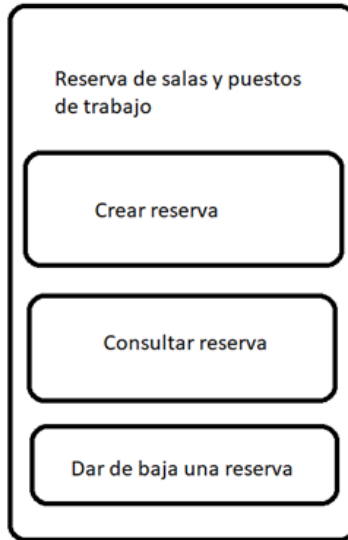 Reserva de salas y puestos
de trabajo
Crear reserva
Consultar reserva
Dar de baja una reserva